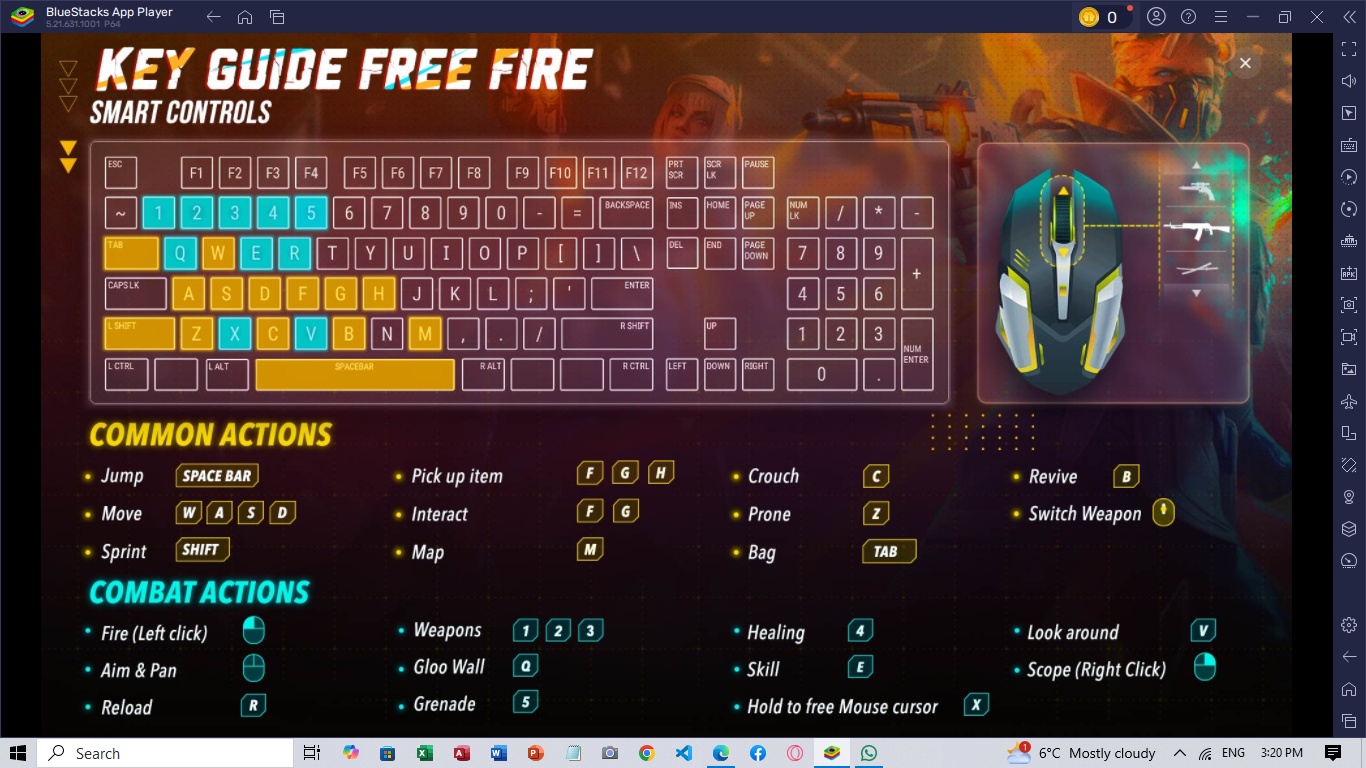 BlueStacks App Player
5.21.631.1001 P64
0
KEY GUIDE FREE FIRE
SMART CONTROLS
ESC F1 F2 F3 F4 F5 F6 F7 F8 F9 F10 F11 F12 PRT SCR SCR LK PAUSE
~ 1 2 3 4 5 6 7 8 9 0 - = BACKSPACE INS HOME PAGE UP NUM LK / * -
TAB Q W E R T Y U I O P [ ] \ DEL END PAGE DOWN 7 8 9 +
CAPS LK A S D F G H J K L ; ' ENTER 4 5 6
L SHIFT Z X C V B N M , . / R SHIFT UP 1 2 3 NUM ENTER
L CTRL L ALT SPACEBAR R ALT R CTRL LEFT DOWN RIGHT 0 .
COMMON ACTIONS
Jump SPACE BAR Pick up item F G H Crouch C Revive B
Move W A S D Interact F G Prone Z Switch Weapon
Sprint SHIFT Map M Bag TAB
COMBAT ACTIONS
Fire (Left click) Weapons 1 2 3 Healing 4 Look around V
Aim & Pan Gloo Wall Q Skill E Scope (Right Click)
Reload R Grenade 5 Hold to free Mouse cursor X
Search 1 6°C Mostly cloudy ENG 3:20 PM